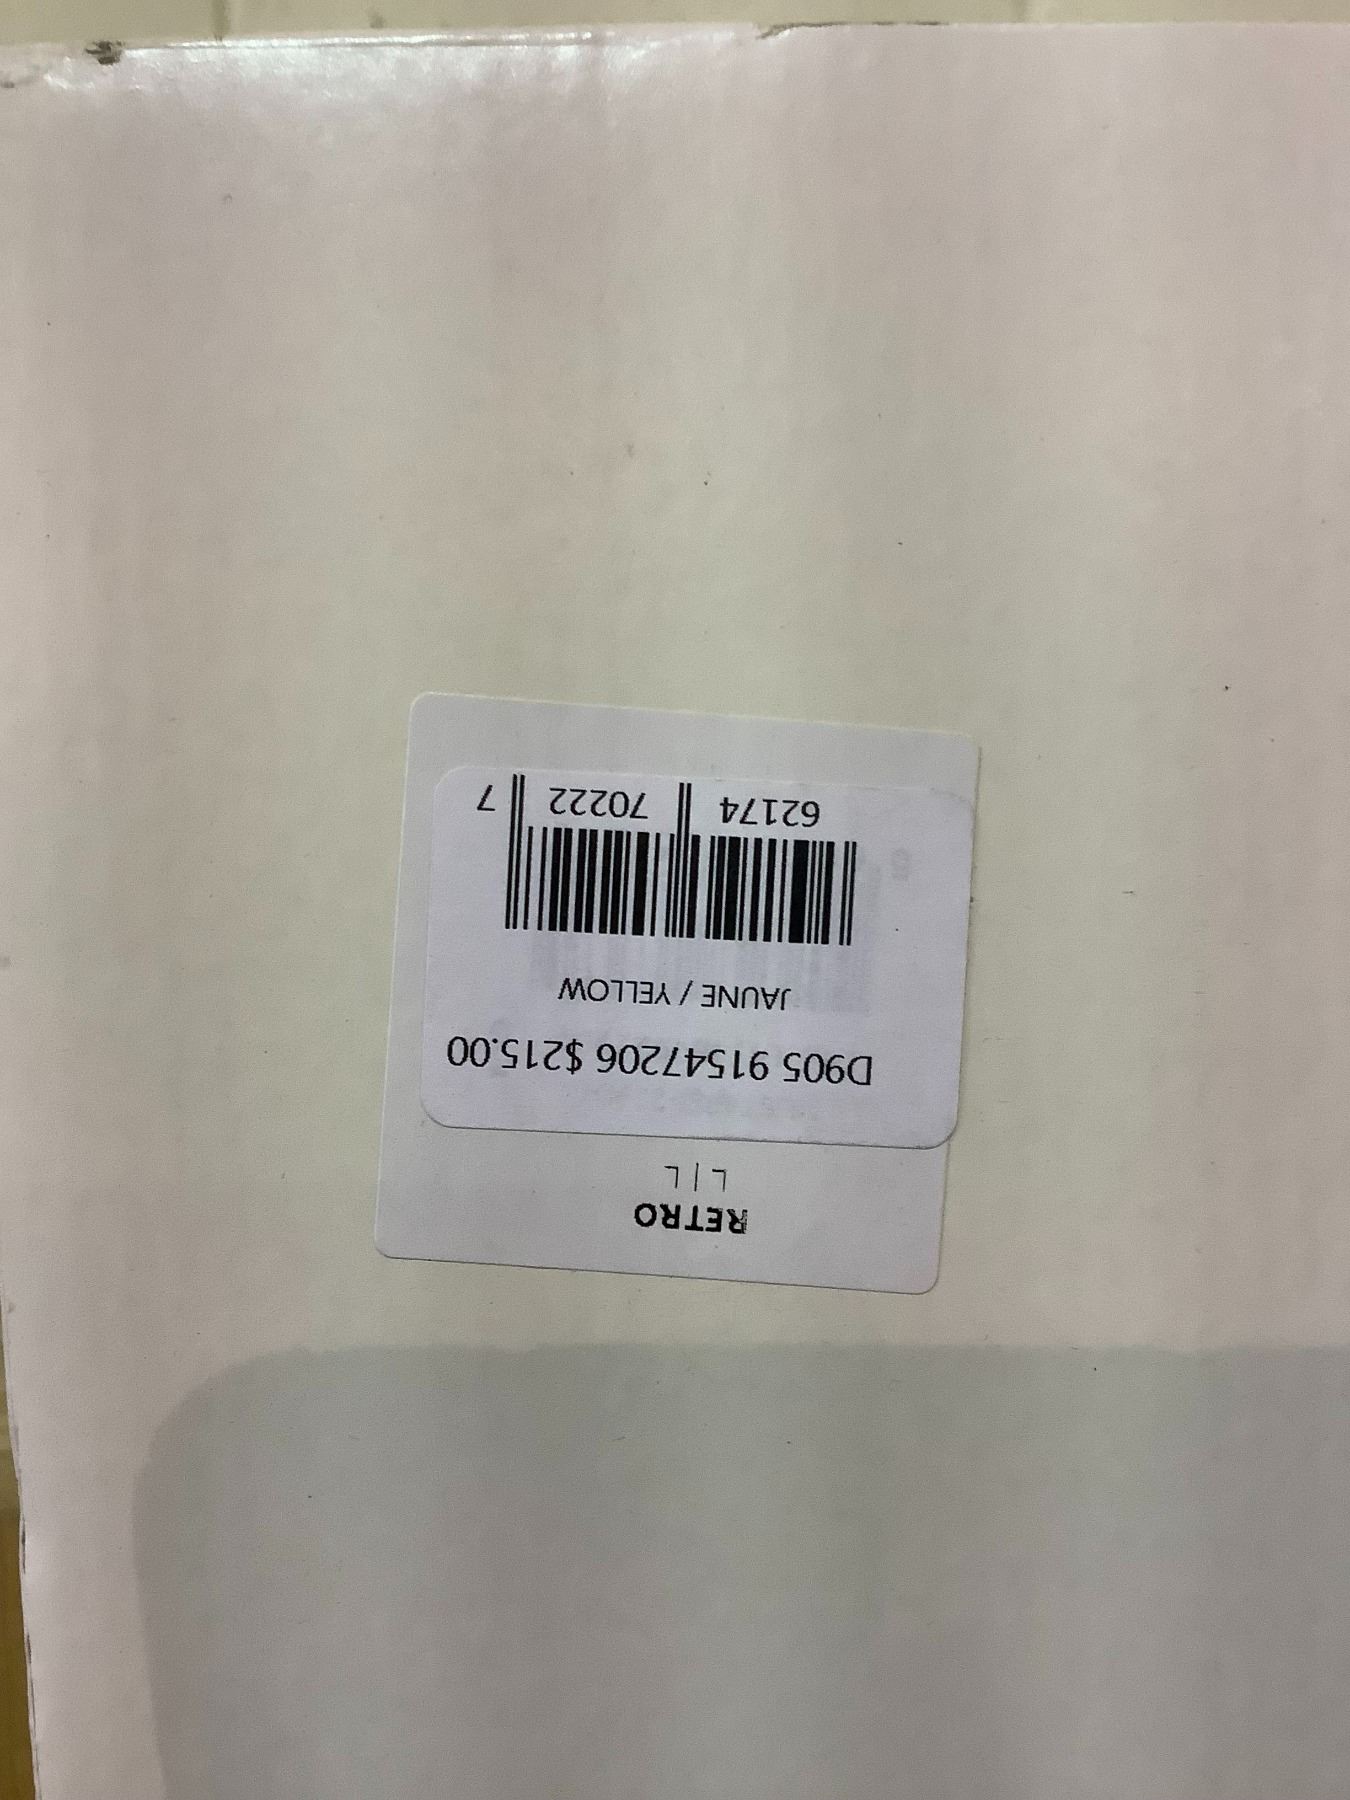 RETRO
L | L
D905 91547206 $215.00
JAUNE / YELLOW
62174 70222 7